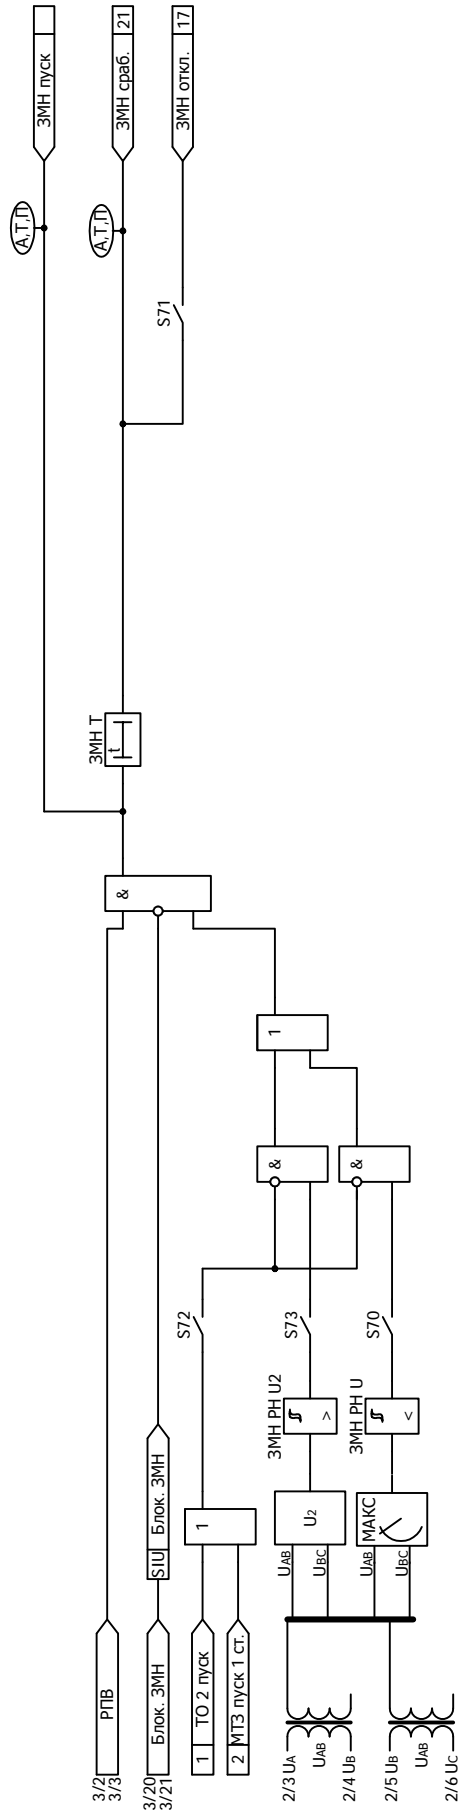 ЗМН пуск
ЗМН сраб. 21
ЗМН откл. 17
А,Т,П
А,Т,П
S71
ЗМН Т
t
&
1
&
&
S72
S73
S70
ЗМН РН U2
>
ЗМН РН U
<
SIU Блок. ЗМН
1
U2
МАКС
UAB
UBC
UAB
UBC
3/2
3/3
РПВ
3/20
3/21
Блок. ЗМН
1 ТО 2 пуск
2 МТЗ пуск 1 ст.
2/3 UA
UAB
2/4 UB
2/5 UB
UAB
2/6 UC